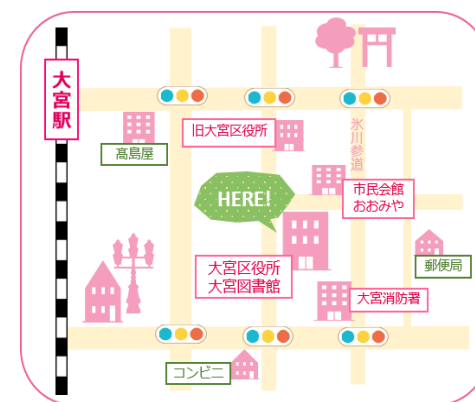 大宮駅
旧大宮区役所
髙島屋
氷川参道
市民会館
おおみや
HERE!
大宮区役所
大宮図書館
郵便局
大宮消防署
コンビニ